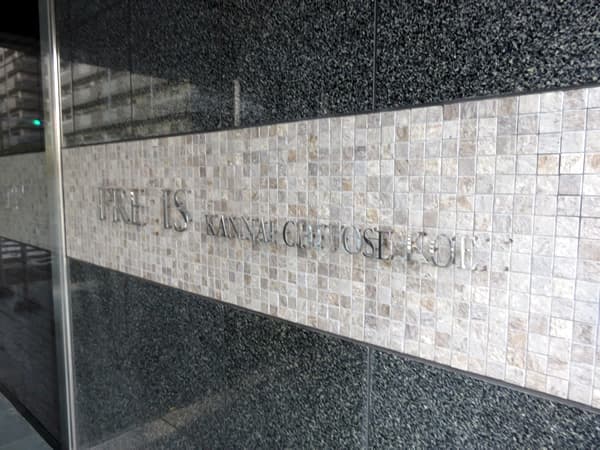 PRE IS KANNAI CHITOSE KOEN